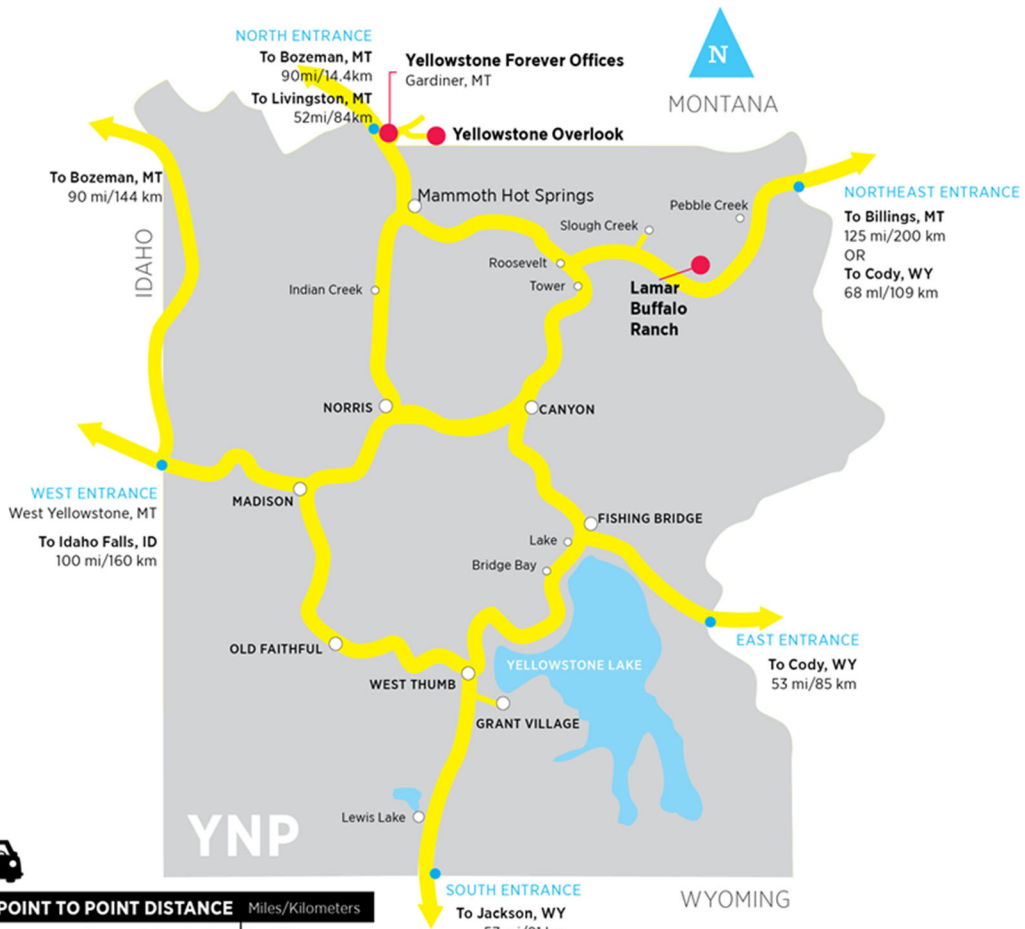 NORTH ENTRANCE
To Bozeman, MT
90mi/14.4km
To Livingston, MT
52mi/84km
Yellowstone Forever Offices
Gardiner, MT
Yellowstone Overlook
N
MONTANA
To Bozeman, MT
90 mi/144 km
IDAHO
Mammoth Hot Springs
Slough Creek
Pebble Creek
Roosevelt
Tower
Indian Creek
Lamar
Buffalo
Ranch
NORTHEAST ENTRANCE
To Billings, MT
125 mi/200 km
OR
To Cody, WY
68 ml/109 km
NORRIS
CANYON
WEST ENTRANCE
West Yellowstone, MT
To Idaho Falls, ID
100 mi/160 km
MADISON
FISHING BRIDGE
Lake
Bridge Bay
OLD FAITHFUL
WEST THUMB
YELLOWSTONE LAKE
GRANT VILLAGE
EAST ENTRANCE
To Cody, WY
53 mi/85 km
Lewis Lake
YNP
SOUTH ENTRANCE
To Jackson, WY
WYOMING
POINT TO POINT DISTANCE Miles/Kilometers